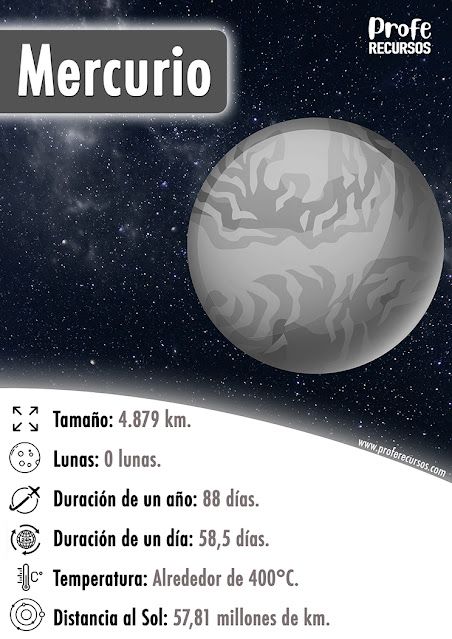 Profe
RECURSOS
Mercurio
www.proferecursos.com
Tamaño: 4.879 km.
Lunas: 0 lunas.
Duración de un año: 88 días.
Duración de un día: 58,5 días.
C° Temperatura: Alrededor de 400°C.
Distancia al Sol: 57,81 millones de km.